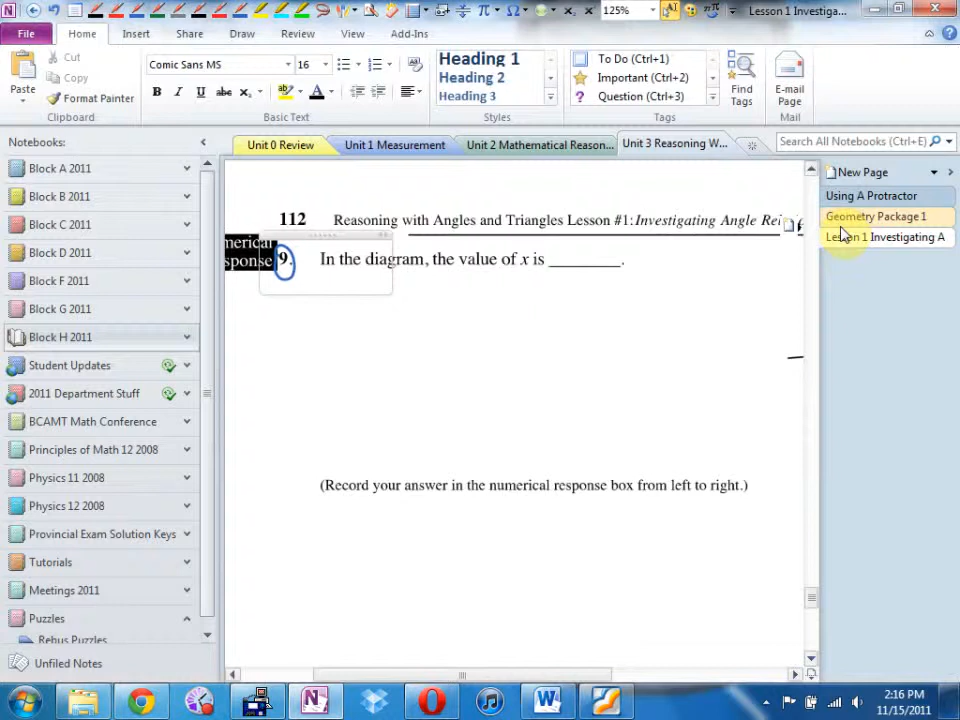 125%
Lesson 1 Investiga...
File
Home
Insert
Share
Draw
Review
View
Add-Ins
Paste
Cut
Copy
Format Painter
Clipboard
Comic Sans MS
16
B I U abc A
Basic Text
Heading 1
Heading 2
Heading 3
Styles
To Do (Ctrl+1)
Important (Ctrl+2)
Question (Ctrl+3)
Tags
Find Tags
E-mail Page
Mail
Notebooks:
Unit 0 Review
Unit 1 Measurement
Unit 2 Mathematical Reason...
Unit 3 Reasoning W...
Search All Notebooks (Ctrl+E)
Block A 2011
Block B 2011
Block C 2011
Block D 2011
Block F 2011
Block G 2011
Block H 2011
Student Updates
2011 Department Stuff
BCAMT Math Conference
Principles of Math 12 2008
Physics 11 2008
Physics 12 2008
Provincial Exam Solution Keys
Tutorials
Meetings 2011
Puzzles
Rebus Puzzles
Unfiled Notes
112 Reasoning with Angles and Triangles Lesson #1: Investigating Angle Rel
merical
sponse
9. In the diagram, the value of x is ________.
(Record your answer in the numerical response box from left to right.)
New Page
Using A Protractor
Geometry Package 1
Lesson 1 Investigating A
2:16 PM
11/15/2011